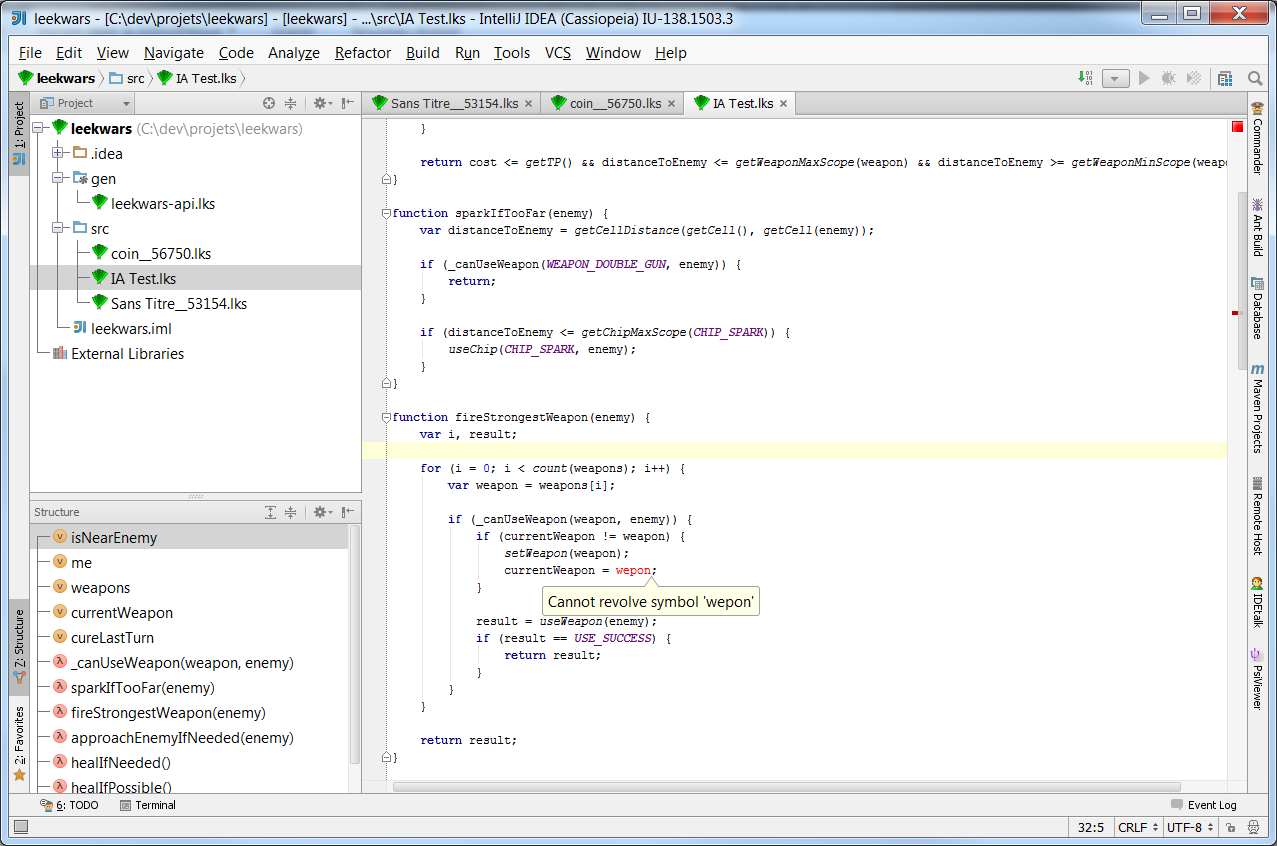 leekwars - [C:\dev\projets\leekwars] - [leekwars] - ...\src\IA Test.lks - IntelliJ IDEA (Cassiopeia) IU-138.1503.3
File Edit View Navigate Code Analyze Refactor Build Run Tools VCS Window Help
leekwars src IA Test.lks
1: Project
Project
leekwars (C:\dev\projets\leekwars)
.idea
gen
leekwars-api.lks
src
coin__56750.lks
IA Test.lks
Sans Titre__53154.lks
leekwars.iml
External Libraries
Z: Structure
2: Favorites
Structure
isNearEnemy
me
weapons
currentWeapon
cureLastTurn
_canUseWeapon(weapon, enemy)
sparkIfTooFar(enemy)
fireStrongestWeapon(enemy)
approachEnemyIfNeeded(enemy)
healIfNeeded()
healIfPossible()
Sans Titre__53154.lks coin__56750.lks IA Test.lks
}
return cost <= getTP() && distanceToEnemy <= getWeaponMaxScope(weapon) && distanceToEnemy >= getWeaponMinScope(weapo
}
function sparkIfTooFar(enemy) {
var distanceToEnemy = getCellDistance(getCell(), getCell(enemy));
if (_canUseWeapon(WEAPON_DOUBLE_GUN, enemy)) {
return;
}
if (distanceToEnemy <= getChipMaxScope(CHIP_SPARK)) {
useChip(CHIP_SPARK, enemy);
}
}
function fireStrongestWeapon(enemy) {
var i, result;
for (i = 0; i < count(weapons); i++) {
var weapon = weapons[i];
if (_canUseWeapon(weapon, enemy)) {
if (currentWeapon != weapon) {
setWeapon(weapon);
currentWeapon = wepon;
}
Cannot revolve symbol 'wepon'
result = useWeapon(enemy);
if (result == USE_SUCCESS) {
return result;
}
}
}
return result;
}
Commander
Ant Build
Database
Maven Projects
Remote Host
IDEtalk
PsiViewer
6: TODO Terminal Event Log
32:5 CRLF UTF-8